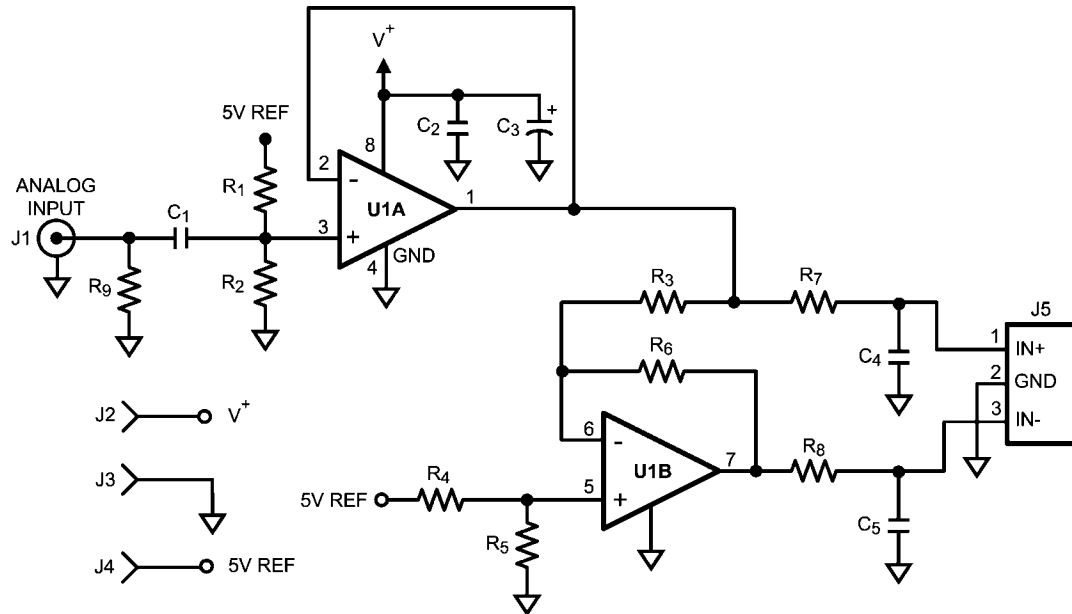 V+
5V REF
C2
C3
+
8
R1
2
-
1
U1A
ANALOG
INPUT
C1
J1
3
+
GND
4
R9
R2
R3
R7
J5
R6
C4
1
IN+
2
GND
3
IN-
J2
V+
6
-
U1B
7
R8
J3
R4
5
+
5V REF
R5
C5
J4
5V REF